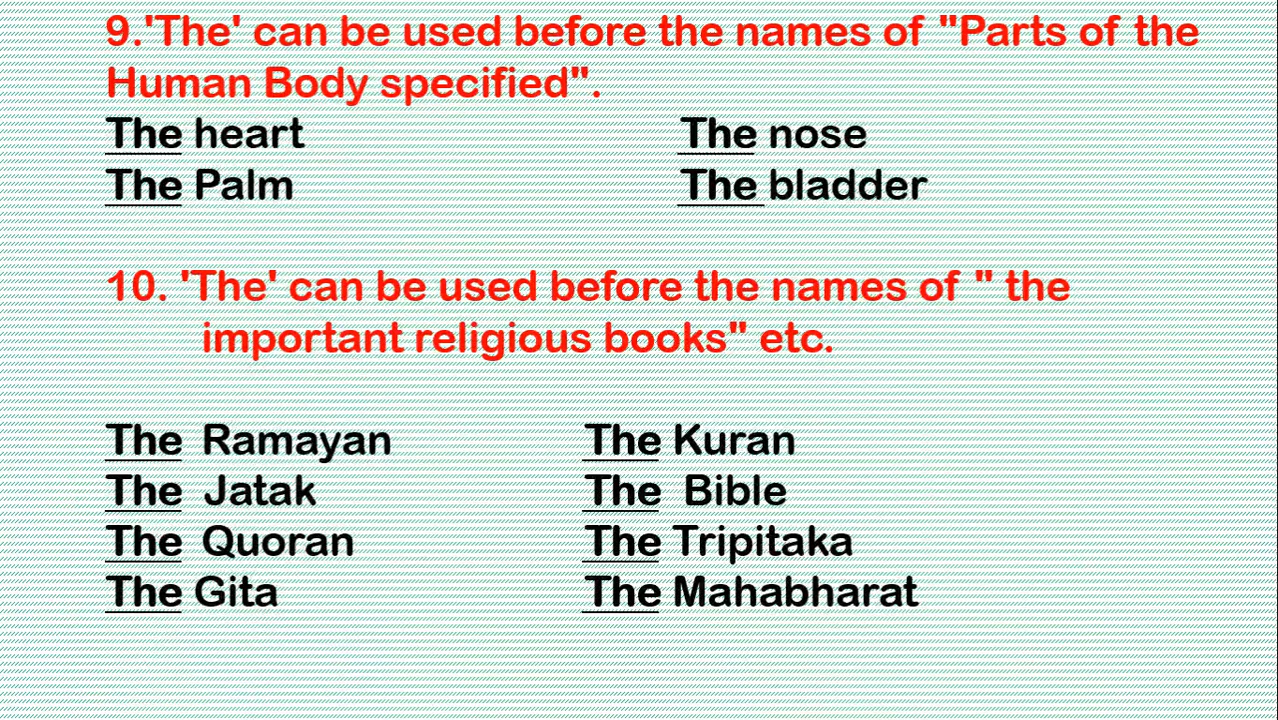 9.'The' can be used before the names of "Parts of the
Human Body specified".
The heart The nose
The Palm The bladder
10. 'The' can be used before the names of " the
important religious books" etc.
The Ramayan The Kuran
The Jatak The Bible
The Quoran The Tripitaka
The Gita The Mahabharat